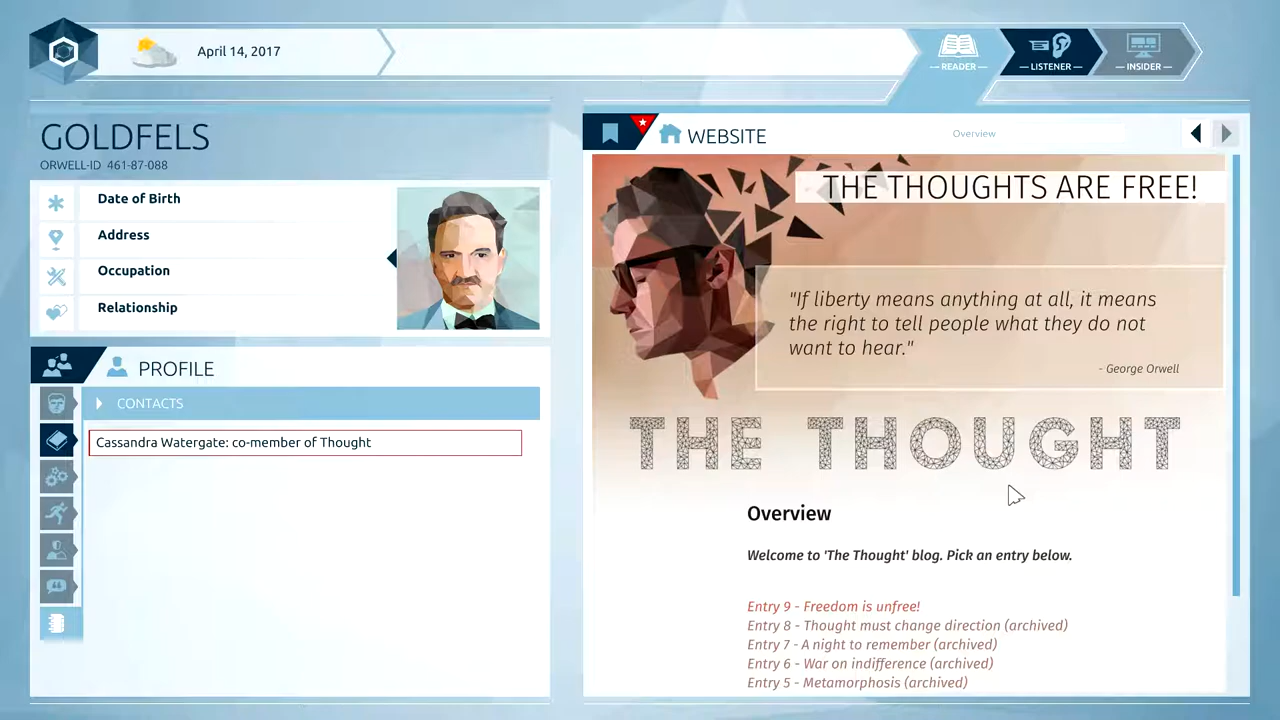 April 14, 2017
READER
LISTENER
INSIDER
GOLDFELS
ORWELL-ID 461-87-088
Date of Birth
Address
Occupation
Relationship
PROFILE
CONTACTS
Cassandra Watergate: co-member of Thought
WEBSITE
Overview
THE THOUGHTS ARE FREE!
"If liberty means anything at all, it means
the right to tell people what they do not
want to hear."
- George Orwell
THE THOUGHT
Overview
Welcome to 'The Thought' blog. Pick an entry below.
Entry 9 - Freedom is unfree!
Entry 8 - Thought must change direction (archived)
Entry 7 - A night to remember (archived)
Entry 6 - War on indifference (archived)
Entry 5 - Metamorphosis (archived)